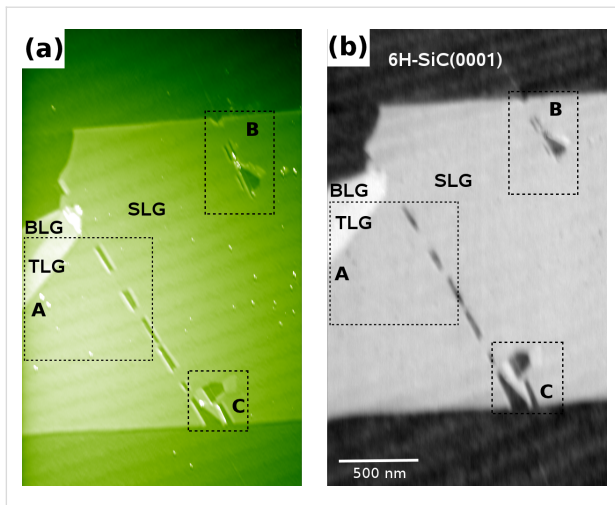 (a)
B
SLG
BLG
TLG
A
C
(b)
6H-SiC(0001)
B
SLG
BLG
TLG
A
C
500 nm